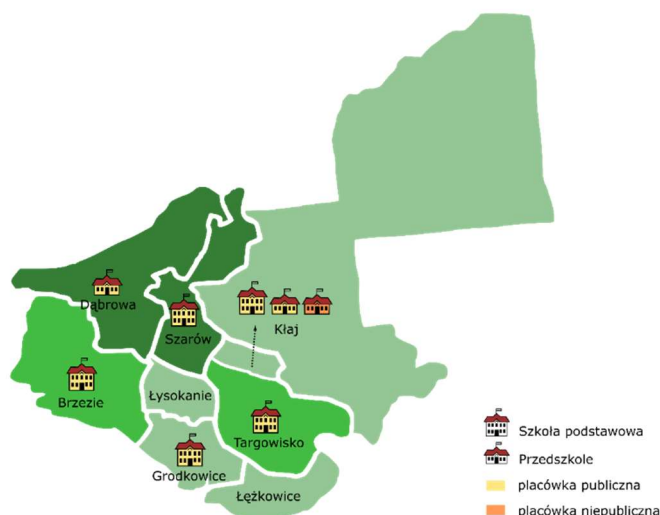 Dąbrowa
Szarów
Kłaj
Brzezie
Łysokanie
Targowisko
Grodkowice
Łężkowice
Szkoła podstawowa
Przedszkole
placówka publiczna
placówka niepubliczna